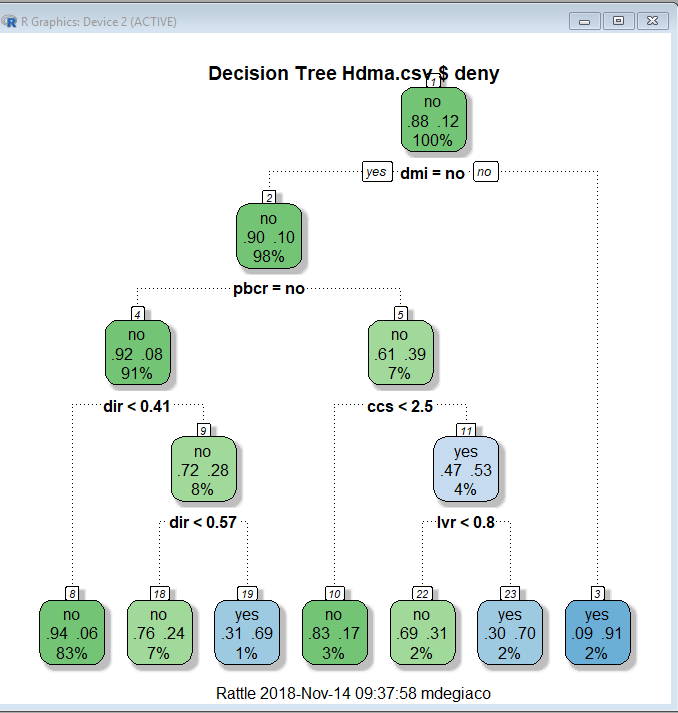 R Graphics: Device 2 (ACTIVE)
Decision Tree Hdma.csv $ deny
1
no
.88 .12
100%
yes dmi = no no
2
no
.90 .10
98%
pbcr = no
4 5
no no
.92 .08 .61 .39
91% 7%
dir < 0.41 ccs < 2.5
9 11
no yes
.72 .28 .47 .53
8% 4%
dir < 0.57 lvr < 0.8
8 18 19 10 22 23 3
no no yes no no yes yes
.94 .06 .76 .24 .31 .69 .83 .17 .69 .31 .30 .70 .09 .91
83% 7% 1% 3% 2% 2% 2%
Rattle 2018-Nov-14 09:37:58 mdegiaco